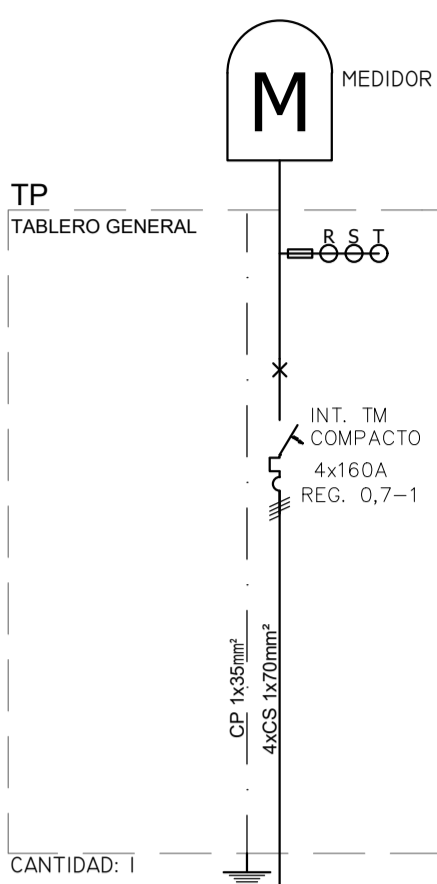 M
MEDIDOR
TP
TABLERO GENERAL
R S T
INT. TM
COMPACTO
4x160A
REG. 0,7-1
CP 1x35mm²
4xCS 1x70mm²
CANTIDAD: 1